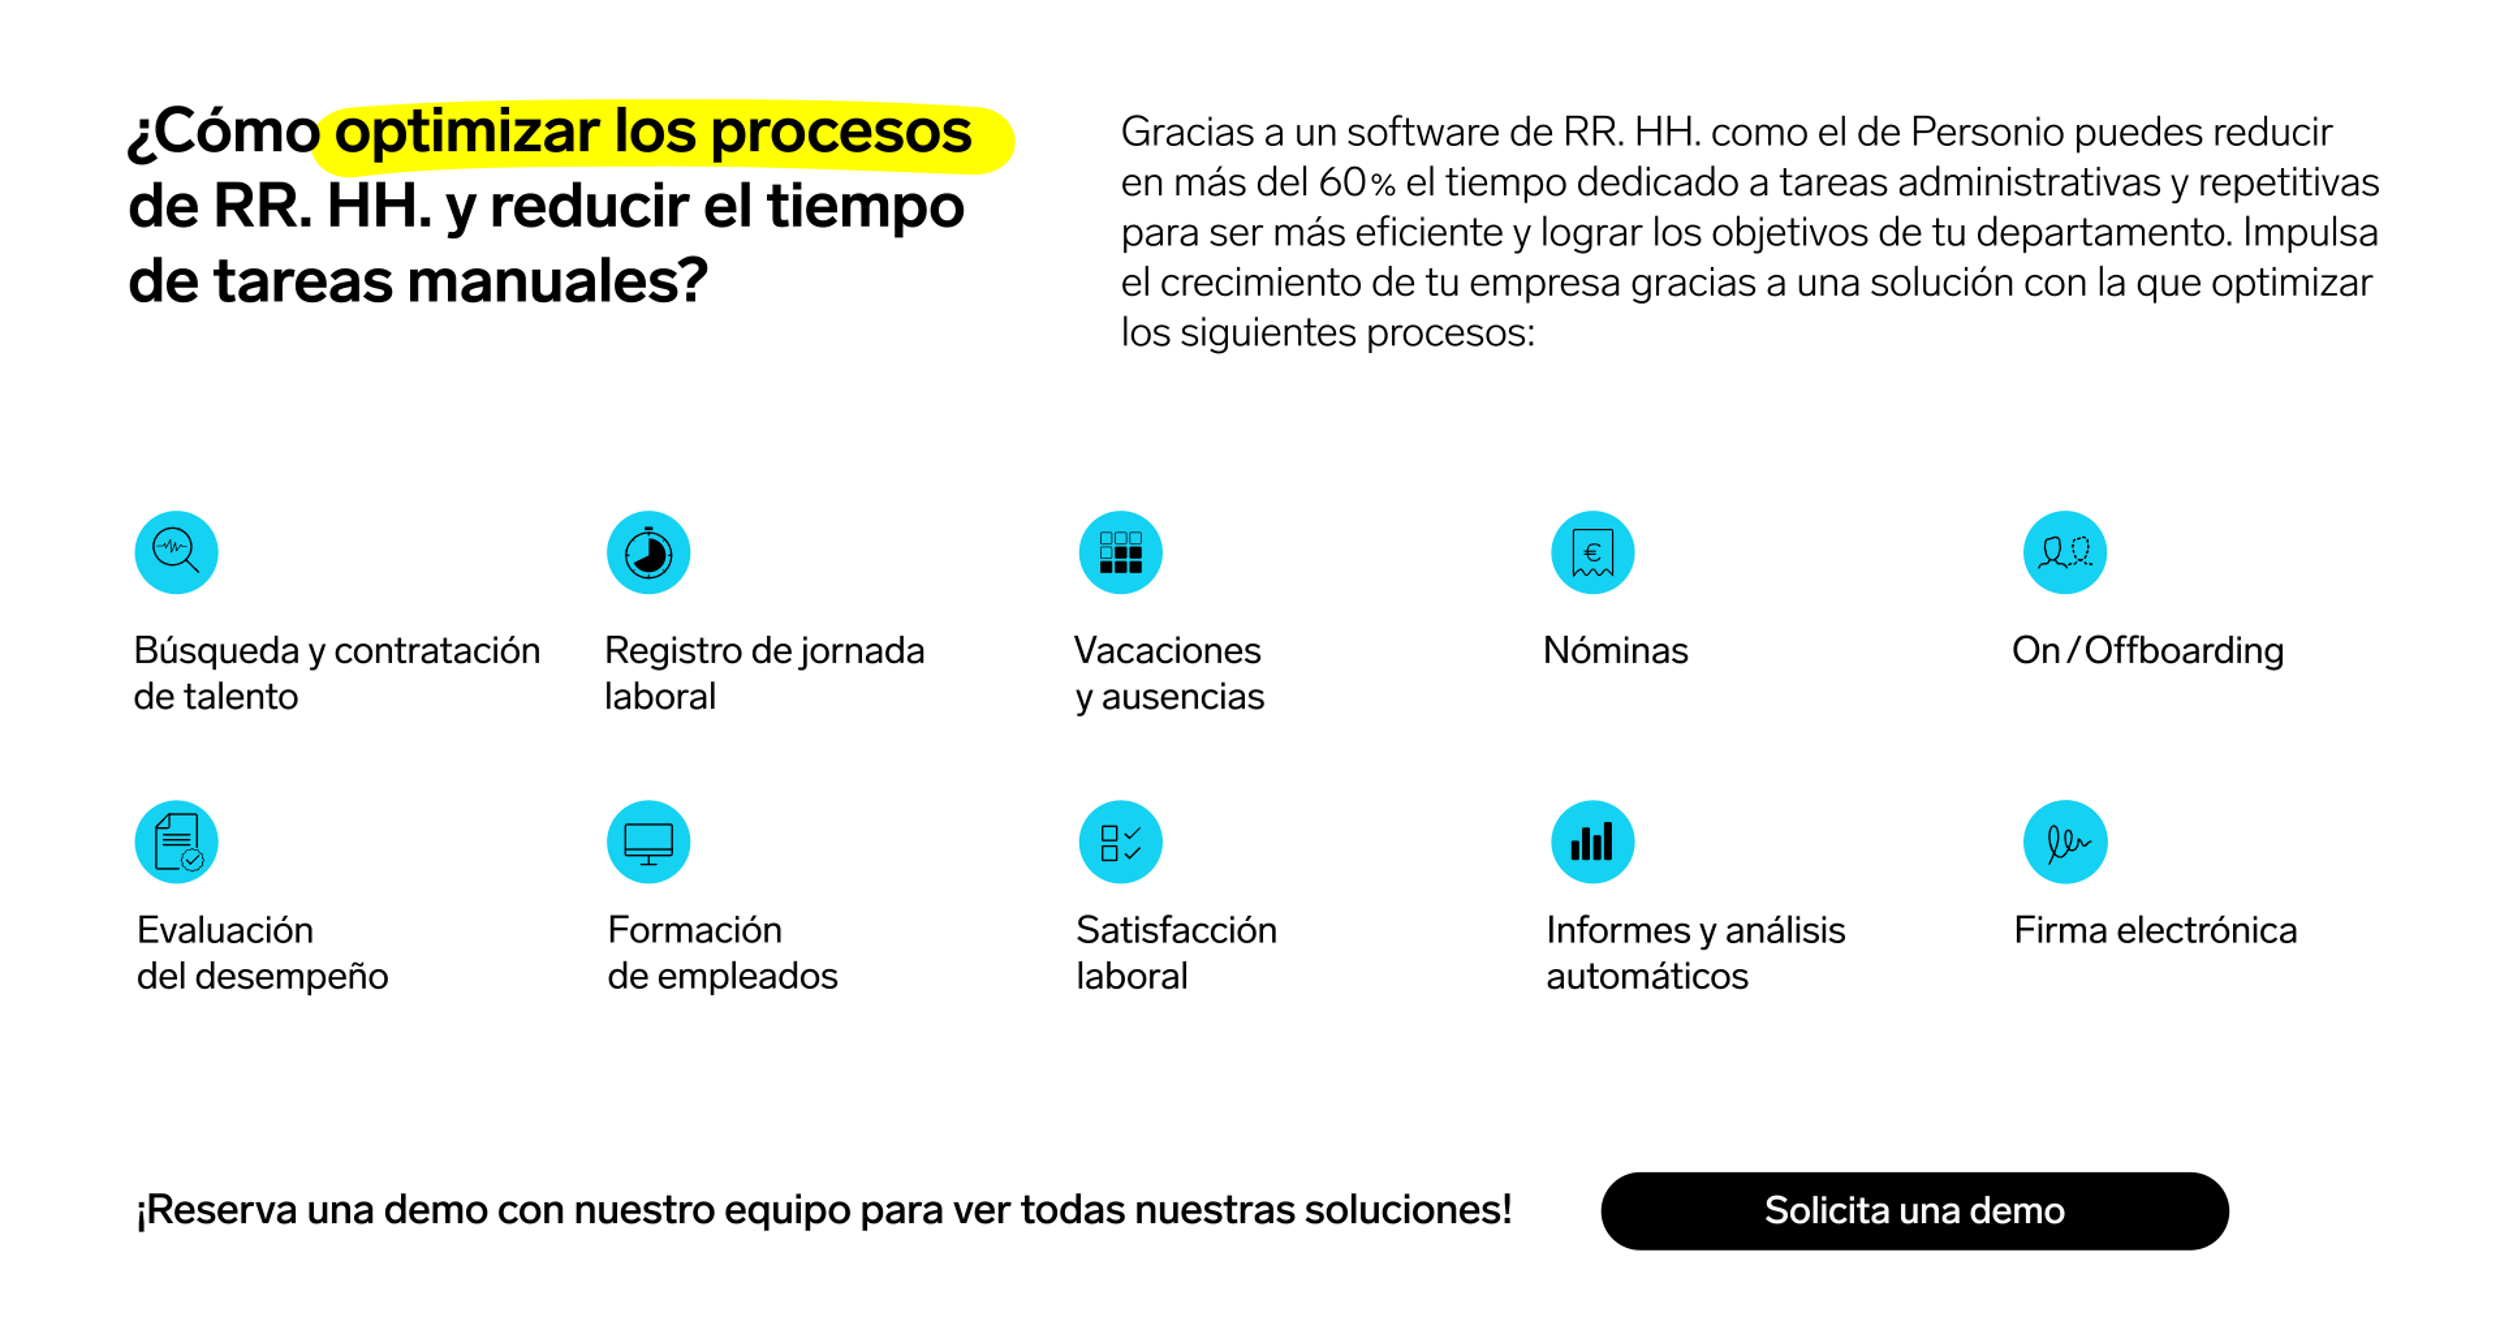 ¿Cómo optimizar los procesos
de RR. HH. y reducir el tiempo
de tareas manuales?
Gracias a un software de RR. HH. como el de Personio puedes reducir
en más del 60% el tiempo dedicado a tareas administrativas y repetitivas
para ser más eficiente y lograr los objetivos de tu departamento. Impulsa
el crecimiento de tu empresa gracias a una solución con la que optimizar
los siguientes procesos:
Búsqueda y contratación
de talento
Registro de jornada
laboral
Vacaciones
y ausencias
€
Nóminas
On/Offboarding
Evaluación
del desempeño
Formación
de empleados
Satisfacción
laboral
Informes y análisis
automáticos
Firma electrónica
¡Reserva una demo con nuestro equipo para ver todas nuestras soluciones!
Solicita una demo